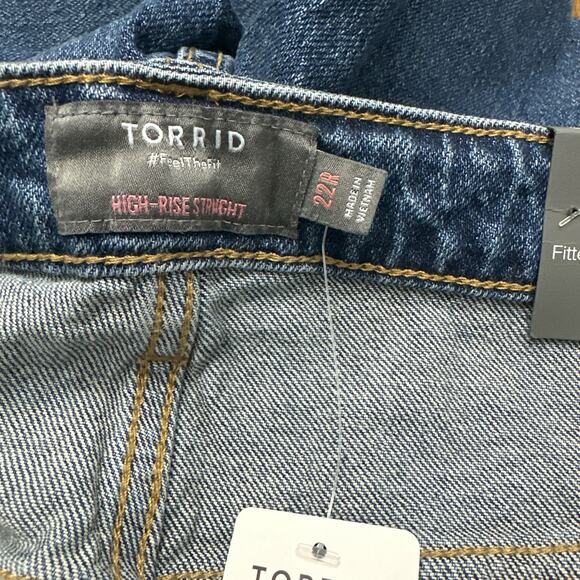 TORRID
#FeelTheFit
HIGH-RISE STRAIGHT
22R
MADE IN
VIETNAM
Fitte
TORRID